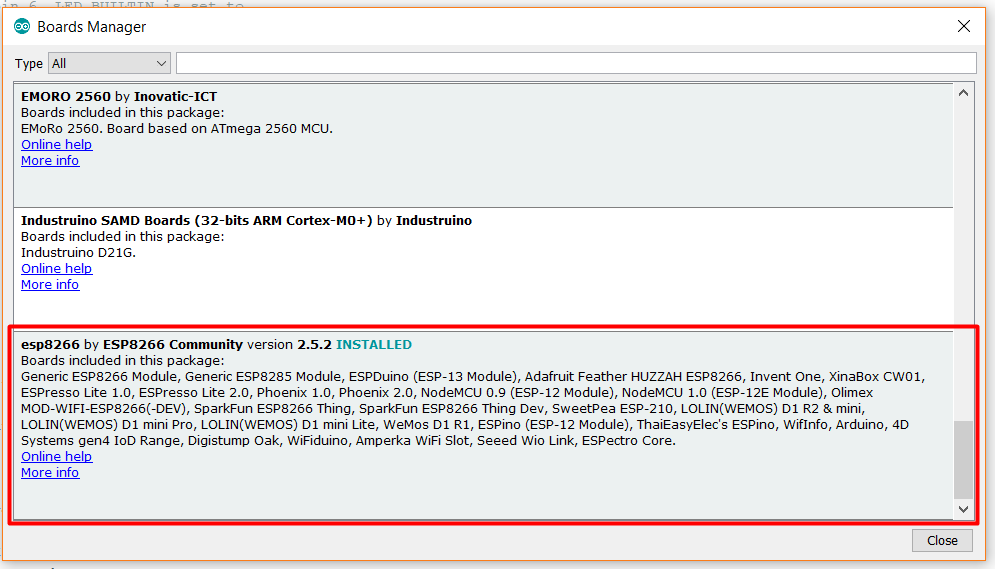 in 6. LED_BUILTIN is set to
Boards Manager
Type All
EMORO 2560 by Inovatic-ICT
Boards included in this package:
EMoRo 2560. Board based on ATmega 2560 MCU.
Online help
More info
Industruino SAMD Boards (32-bits ARM Cortex-M0+) by Industruino
Boards included in this package:
Industruino D21G.
Online help
More info
esp8266 by ESP8266 Community version 2.5.2 INSTALLED
Boards included in this package:
Generic ESP8266 Module, Generic ESP8285 Module, ESPDuino (ESP-13 Module), Adafruit Feather HUZZAH ESP8266, Invent One, XinaBox CW01,
ESPresso Lite 1.0, ESPresso Lite 2.0, Phoenix 1.0, Phoenix 2.0, NodeMCU 0.9 (ESP-12 Module), NodeMCU 1.0 (ESP-12E Module), Olimex
MOD-WIFI-ESP8266(-DEV), SparkFun ESP8266 Thing, SparkFun ESP8266 Thing Dev, SweetPea ESP-210, LOLIN(WEMOS) D1 R2 & mini,
LOLIN(WEMOS) D1 mini Pro, LOLIN(WEMOS) D1 mini Lite, WeMos D1 R1, ESPino (ESP-12 Module), ThaiEasyElec's ESPino, WifInfo, Arduino, 4D
Systems gen4 IoD Range, Digistump Oak, WiFiduino, Amperka WiFi Slot, Seeed Wio Link, ESPectro Core.
Online help
More info
Close